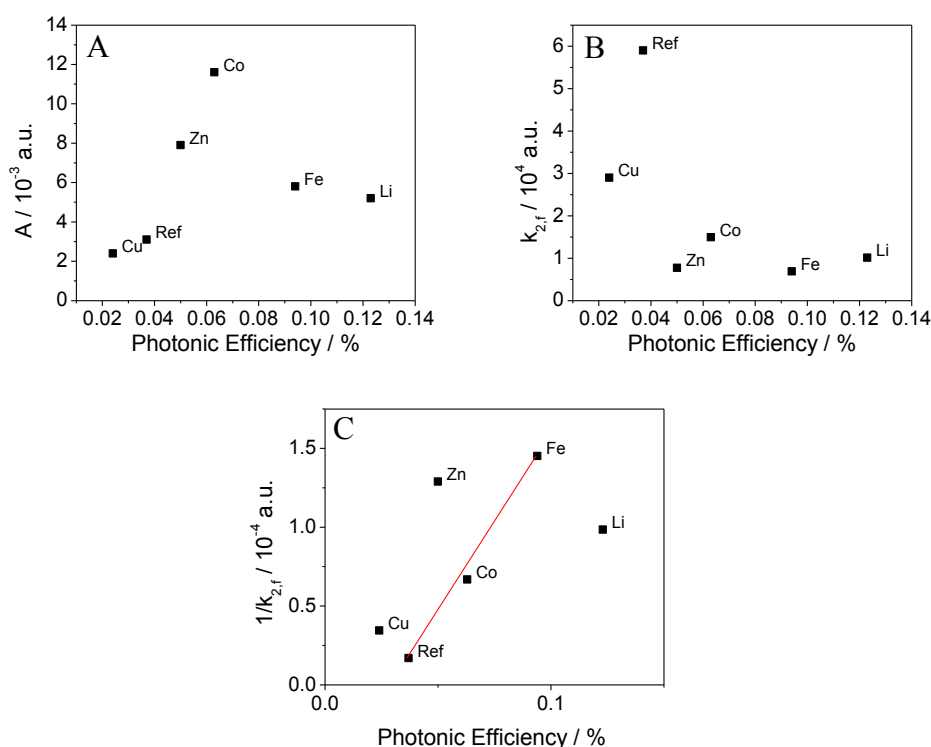 A
A / 10⁻³ a.u.
14
12
10
8
6
4
2
0
Co
Zn
Fe
Li
Ref
Cu
0.02 0.04 0.06 0.08 0.10 0.12 0.14
Photonic Efficiency / %
B
k₂,f / 10⁴ a.u.
6
5
4
3
2
1
0
Ref
Cu
Co
Zn
Fe
Li
0.02 0.04 0.06 0.08 0.10 0.12 0.14
Photonic Efficiency / %
C
1/k₂,f / 10⁻⁴ a.u.
1.5
1.0
0.5
0.0
Fe
Zn
Li
Co
Cu
Ref
0.0 0.1
Photonic Efficiency / %